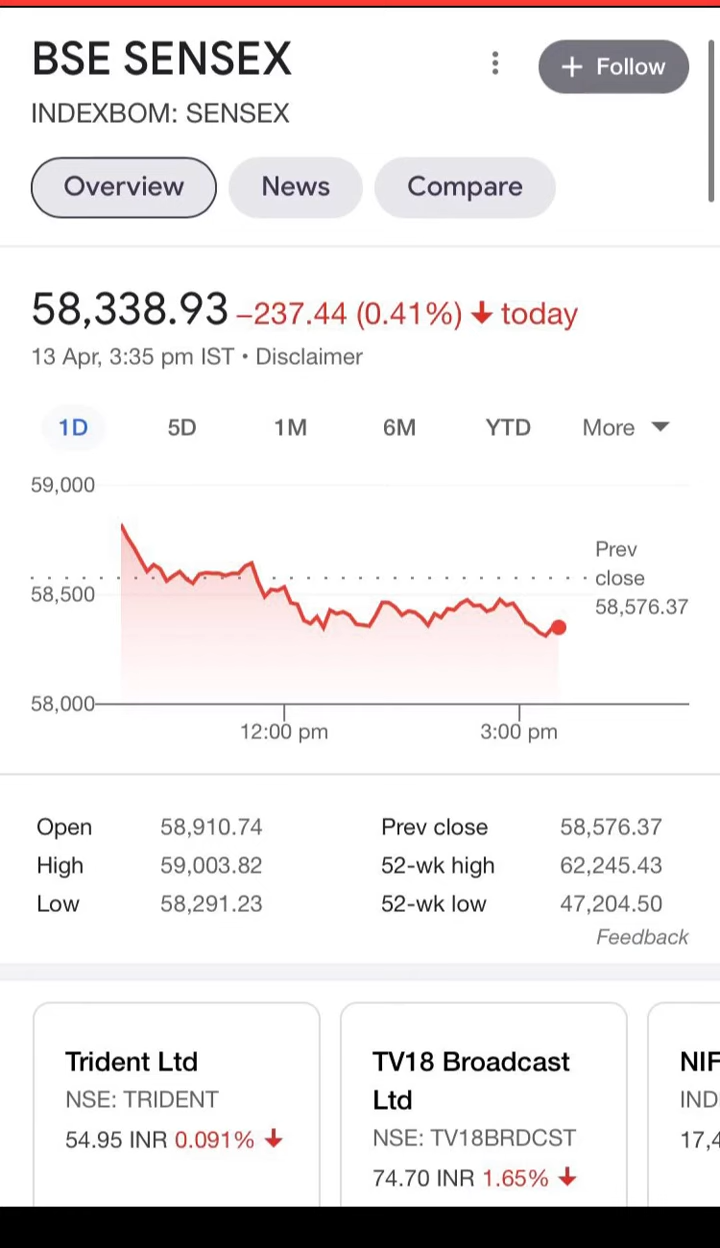 BSE SENSEX
+ Follow
INDEXBOM: SENSEX
Overview
News
Compare
58,338.93 –237.44 (0.41%) ↓ today
13 Apr, 3:35 pm IST • Disclaimer
1D
5D
1M
6M
YTD
More
59,000
58,500
58,000
Prev
close
58,576.37
12:00 pm
3:00 pm
Open 58,910.74
High 59,003.82
Low 58,291.23
Prev close 58,576.37
52-wk high 62,245.43
52-wk low 47,204.50
Feedback
Trident Ltd
NSE: TRIDENT
54.95 INR 0.091% ↓
TV18 Broadcast
Ltd
NSE: TV18BRDCST
74.70 INR 1.65% ↓
NIF
IND
17,4